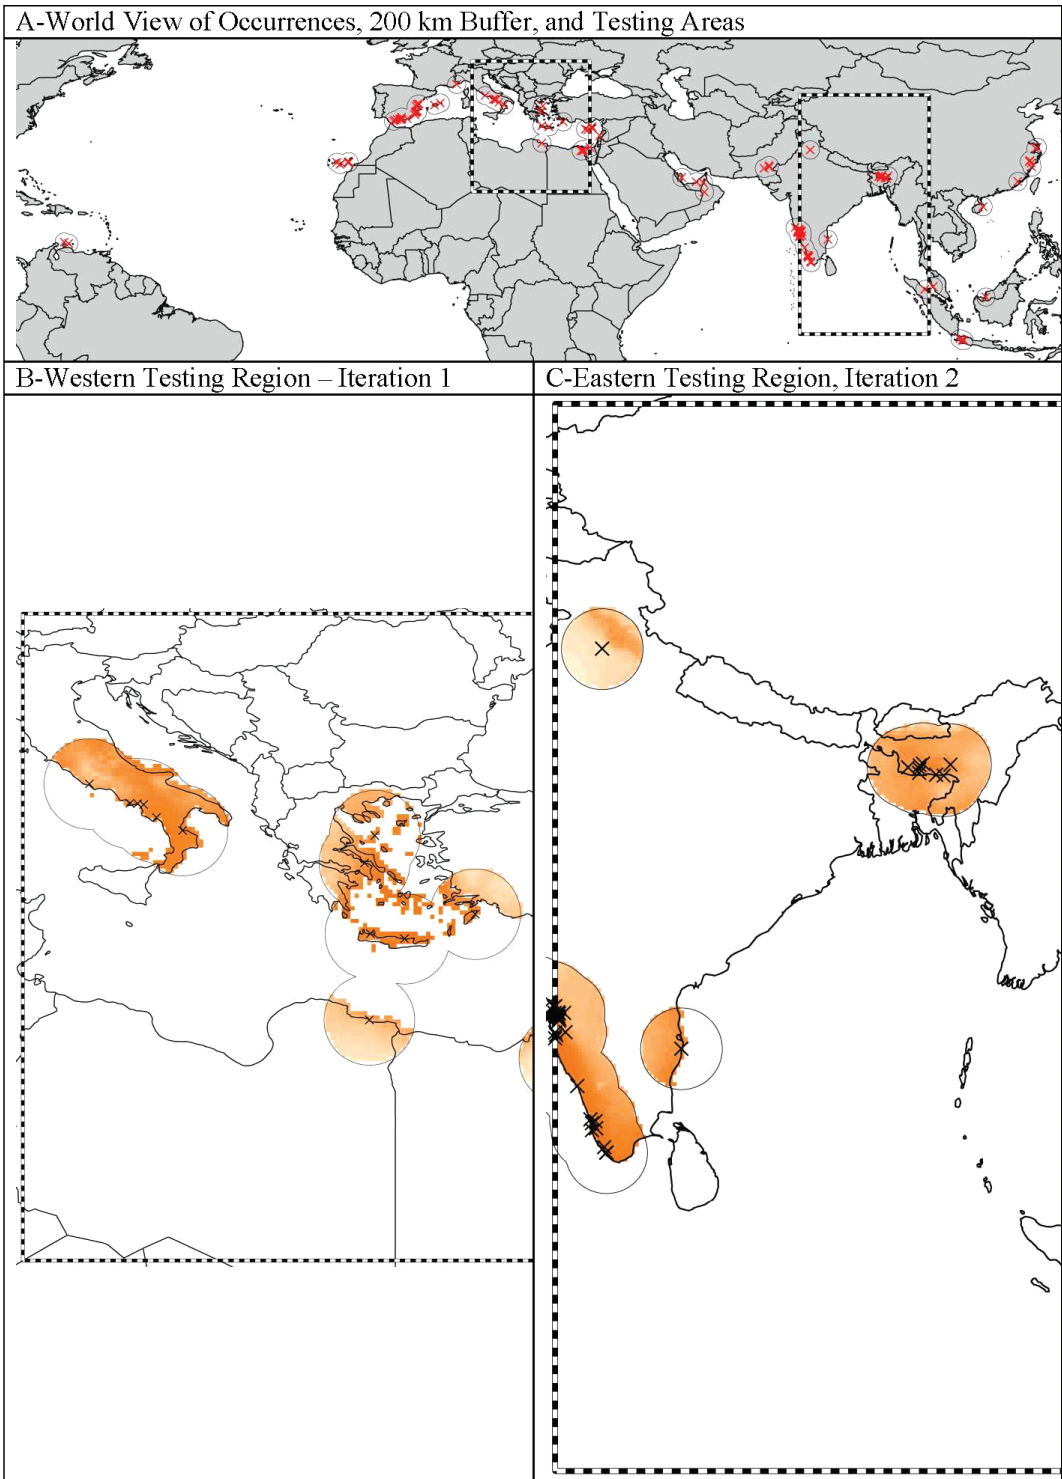 A-World View of Occurrences, 200 km Buffer, and Testing Areas
B-Western Testing Region – Iteration 1
C-Eastern Testing Region, Iteration 2